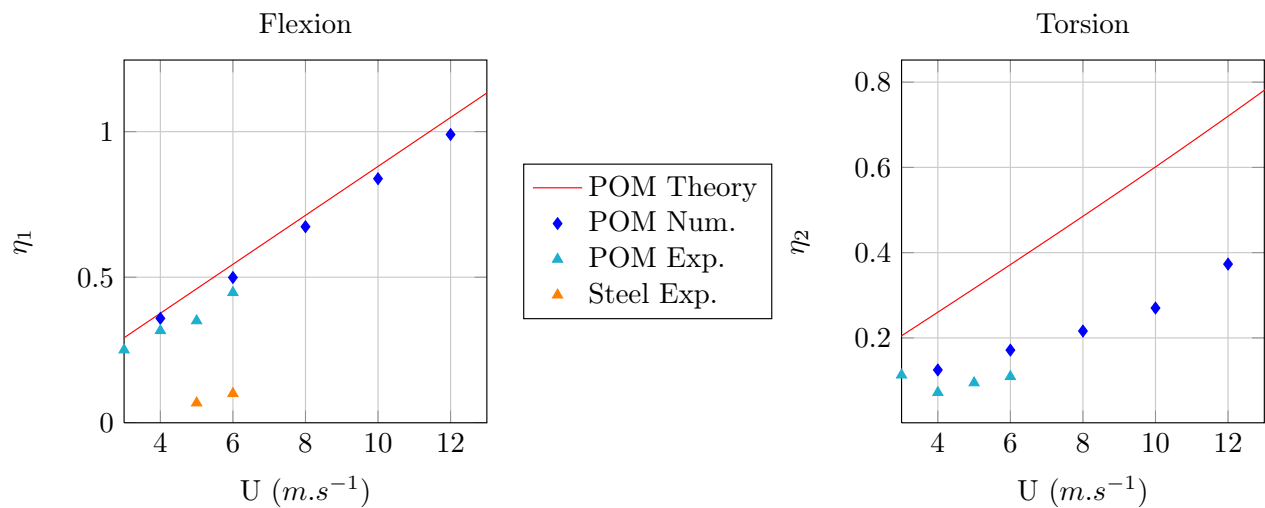 Flexion
1
0.5
0
4 6 8 10 12
U (m.s⁻¹)
η₁
POM Theory
POM Num.
POM Exp.
Steel Exp.
Torsion
0.8
0.6
0.4
0.2
4 6 8 10 12
U (m.s⁻¹)
η₂